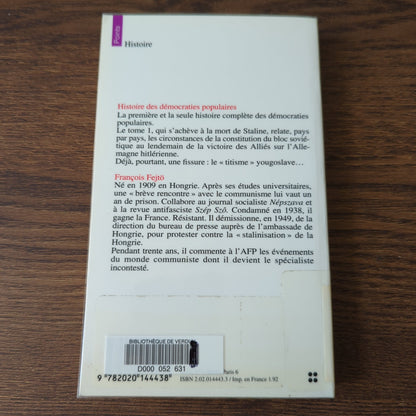 Points
Histoire
Histoire des démocraties populaires
La première et la seule histoire complète des démocraties
populaires.
Le tome 1, qui s'achève à la mort de Staline, relate, pays
par pays, les circonstances de la constitution du bloc sovié-
tique au lendemain de la victoire des Alliés sur l'Alle-
magne hitlérienne.
Déjà, pourtant, une fissure : le « titisme » yougoslave…
François Fejtö
Né en 1909 en Hongrie. Après ses études universitaires,
une « brève rencontre » avec le communisme lui vaut un
an de prison. Collabore au journal socialiste Népszava et
à la revue antifasciste Szép Szô. Condamné en 1938, il
gagne la France. Résistant. Il démissionne, en 1949, de
la direction du bureau de presse auprès de l'ambassade de
Hongrie, pour protester contre la « stalinisation » de la
Hongrie.
Pendant trente ans, il commente à l'AFP les événements
du monde communiste dont il devient le spécialiste
incontesté.
BIBLIOTHÈQUE DE VERDUN
D000 052 631
Paris 6
9 782020 144438
ISBN 2.02.014443.3 / Imp. en France 1.92